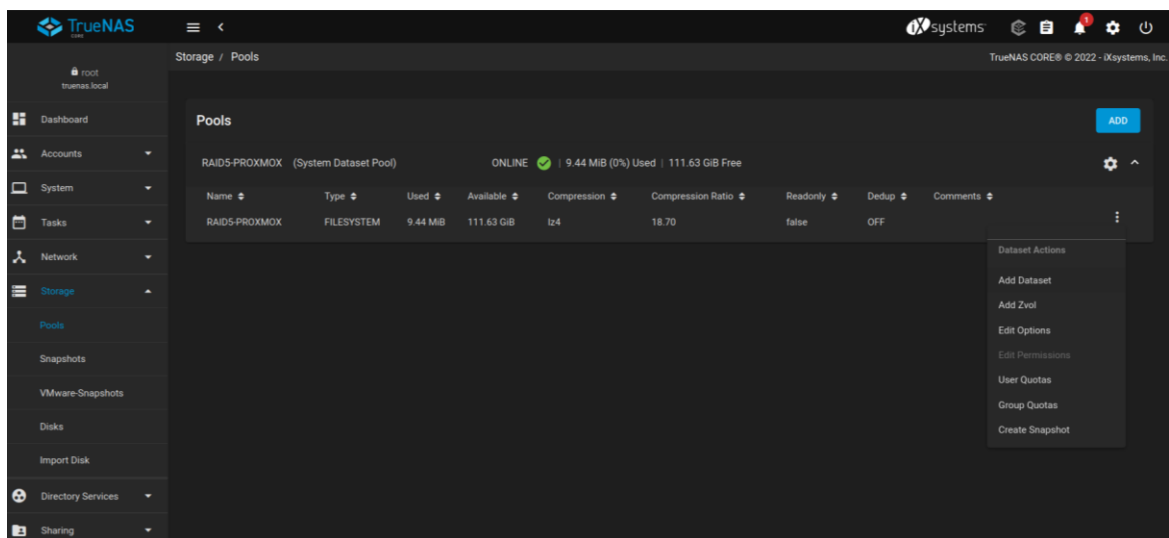 TrueNAS
CORE
iXsystems
1
root
truenas.local
Storage / Pools
TrueNAS CORE® © 2022 - iXsystems, Inc.
Dashboard
Accounts
System
Tasks
Network
Storage
Pools
Snapshots
VMware-Snapshots
Disks
Import Disk
Directory Services
Sharing
Pools
ADD
RAID5-PROXMOX (System Dataset Pool) ONLINE | 9.44 MiB (0%) Used | 111.63 GiB Free
Name Type Used Available Compression Compression Ratio Readonly Dedup Comments
RAID5-PROXMOX FILESYSTEM 9.44 MiB 111.63 GiB lz4 18.70 false OFF
Dataset Actions
Add Dataset
Add Zvol
Edit Options
Edit Permissions
User Quotas
Group Quotas
Create Snapshot